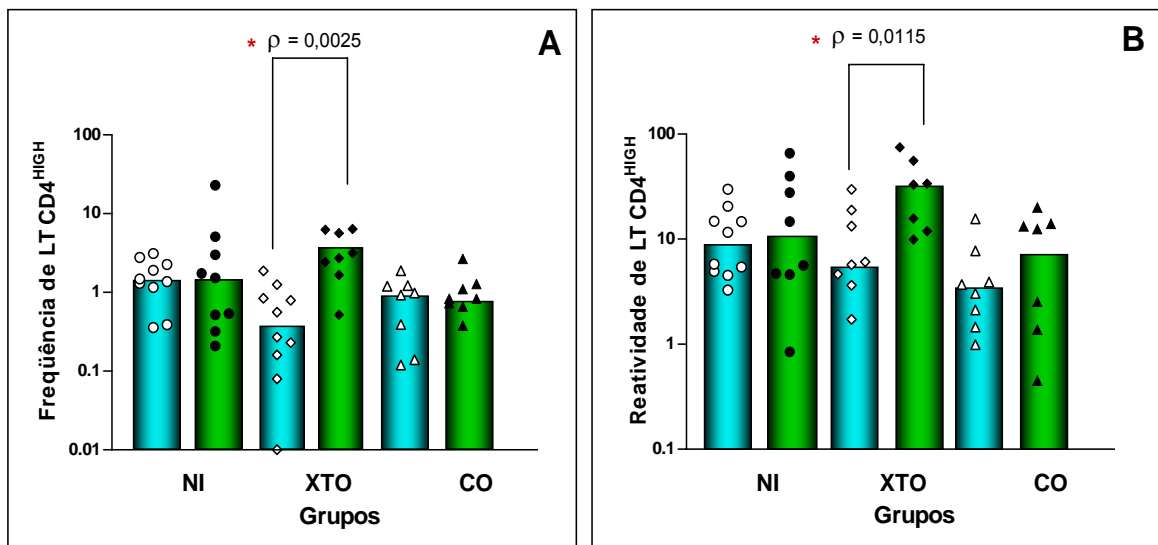 A
* ρ = 0,0025
Freqüência de LT CD4HIGH
100
10
1
0.1
0.01
NI XTO CO
Grupos
B
* ρ = 0,0115
Reatividade de LT CD4HIGH
100
10
1
0.1
NI XTO CO
Grupos